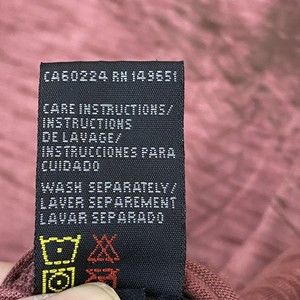 CA60224 RN 149651
CARE INSTRUCTIONS/
INSTRUCTIONS
DE LAVAGE/
INSTRUCCIONES PARA
CUIDADO
WASH SEPARATELY/
LAVER SEPAREMENT
LAVAR SEPARADO